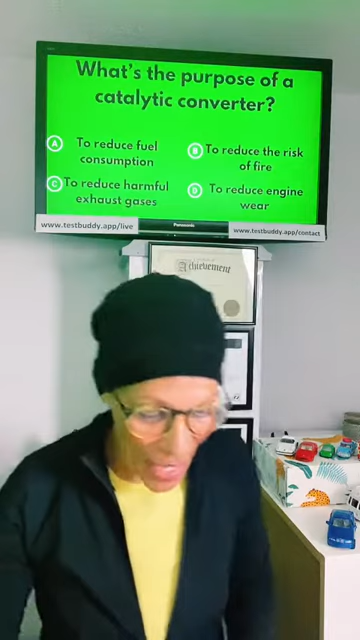 What's the purpose of a
catalytic converter?
A To reduce fuel
consumption
B To reduce the risk
of fire
C To reduce harmful
exhaust gases
D To reduce engine
wear
www.testbuddy.app/live
Panasonic
www.testbuddy.app/contact
Achievement